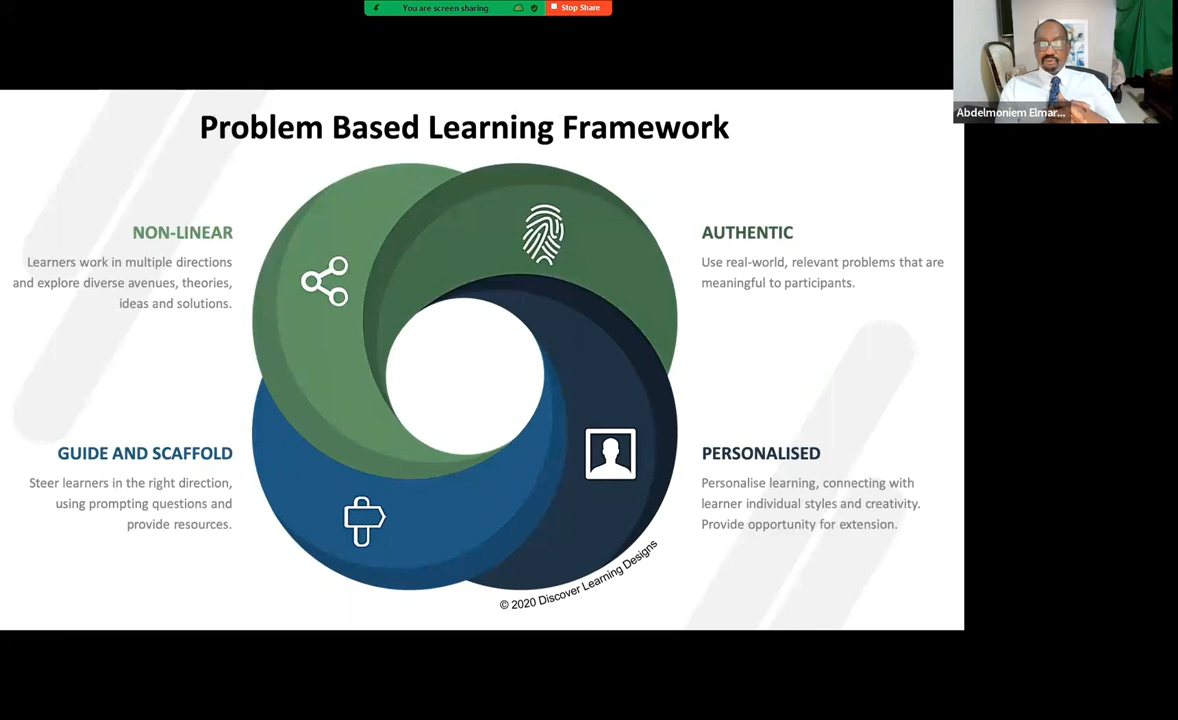 You are screen sharing
Stop Share
Abdelmoniem Elmar...
Problem Based Learning Framework
NON-LINEAR
Learners work in multiple directions
and explore diverse avenues, theories,
ideas and solutions.
AUTHENTIC
Use real-world, relevant problems that are
meaningful to participants.
GUIDE AND SCAFFOLD
Steer learners in the right direction,
using prompting questions and
provide resources.
PERSONALISED
Personalise learning, connecting with
learner individual styles and creativity.
Provide opportunity for extension.
© 2020 Discover Learning Designs